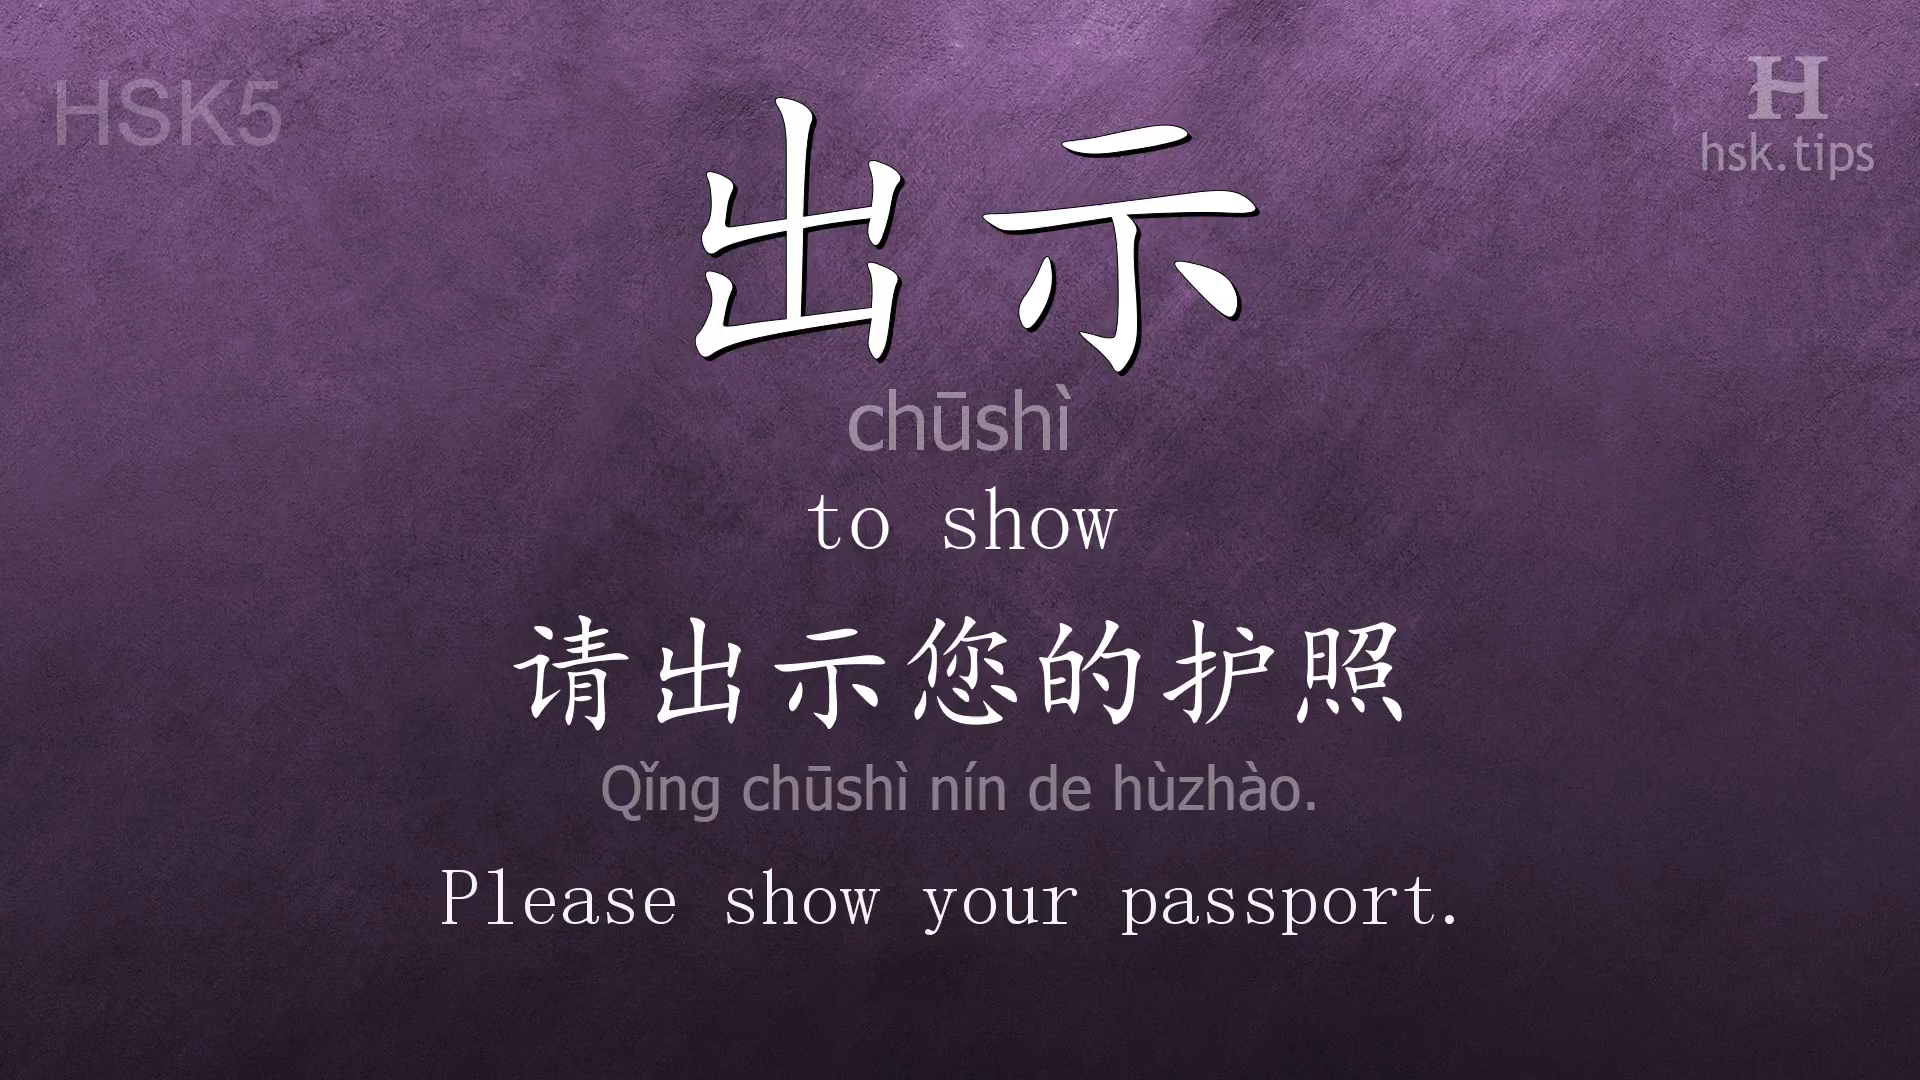 HSK5
H
hsk.tips
出示
chūshì
to show
请出示您的护照
Qǐng chūshì nín de hùzhào.
Please show your passport.